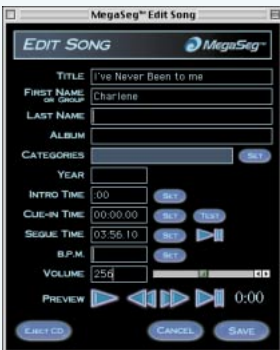 MegaSeg™ Edit Song
EDIT SONG MegaSeg™
TITLE I've Never Been to me
FIRST NAME OR GROUP Charlene
LAST NAME
ALBUM
CATEGORIES SET
YEAR
INTRO TIME :00 SET
CUE-IN TIME 00:00.00 SET TEST
SEGUE TIME 03:56.10 SET
B.P.M. SET
VOLUME 256
PREVIEW 0:00
EJECT CD CANCEL SAVE